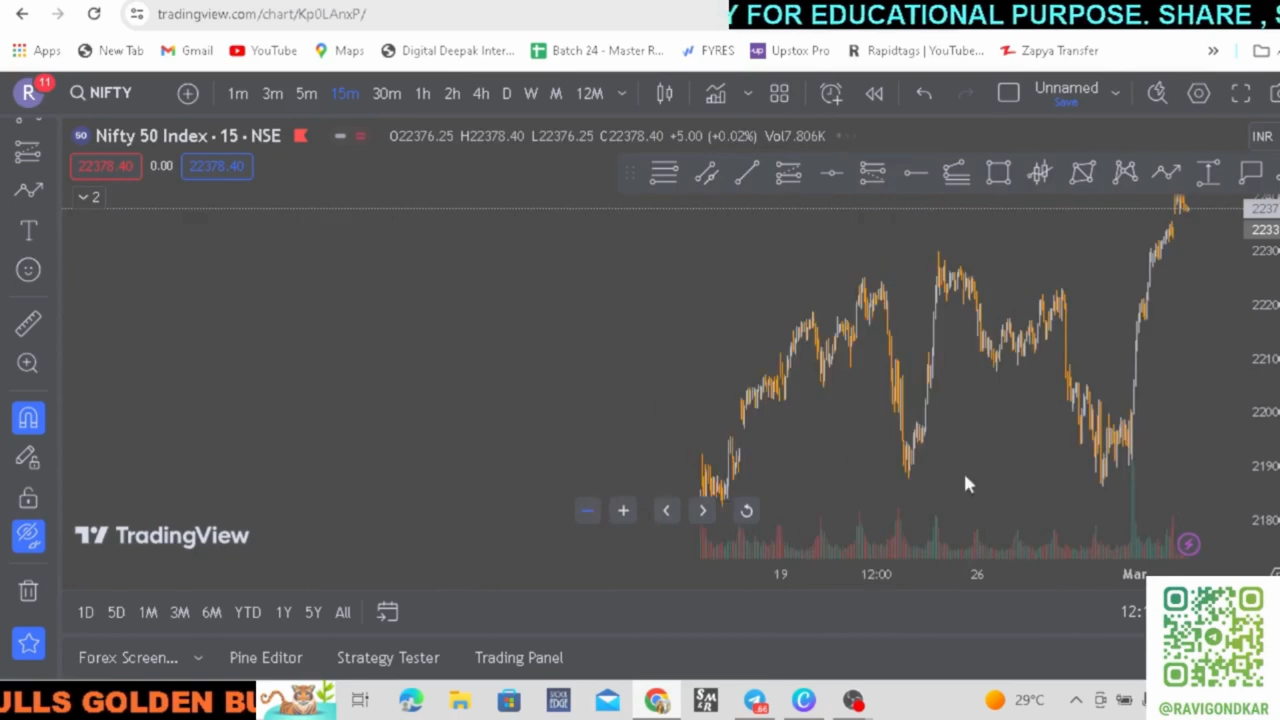 tradingview.com/chart/Kp0LAnxP/
Y FOR EDUCATIONAL PURPOSE. SHARE , S
Apps New Tab Gmail YouTube Maps Digital Deepak Inter... Batch 24 - Master R... FYRES Upstox Pro Rapidtags | YouTube... Zapya Transfer »
R 11 NIFTY 1m 3m 5m 15m 30m 1h 2h 4h D W M 12M Unnamed
Save
50 Nifty 50 Index · 15 · NSE O22376.25 H22378.40 L22376.25 C22378.40 +5.00 (+0.02%) Vol7.806K INR
22378.40 0.00 22378.40
2
2237
2233
2230
2220
2210
2200
2190
2180
TradingView
19 12:00 26 Mar
1D 5D 1M 3M 6M YTD 1Y 5Y All 12:1
Forex Screen... Pine Editor Strategy Tester Trading Panel
ULLS GOLDEN BU
29°C
@RAVIGONDKAR